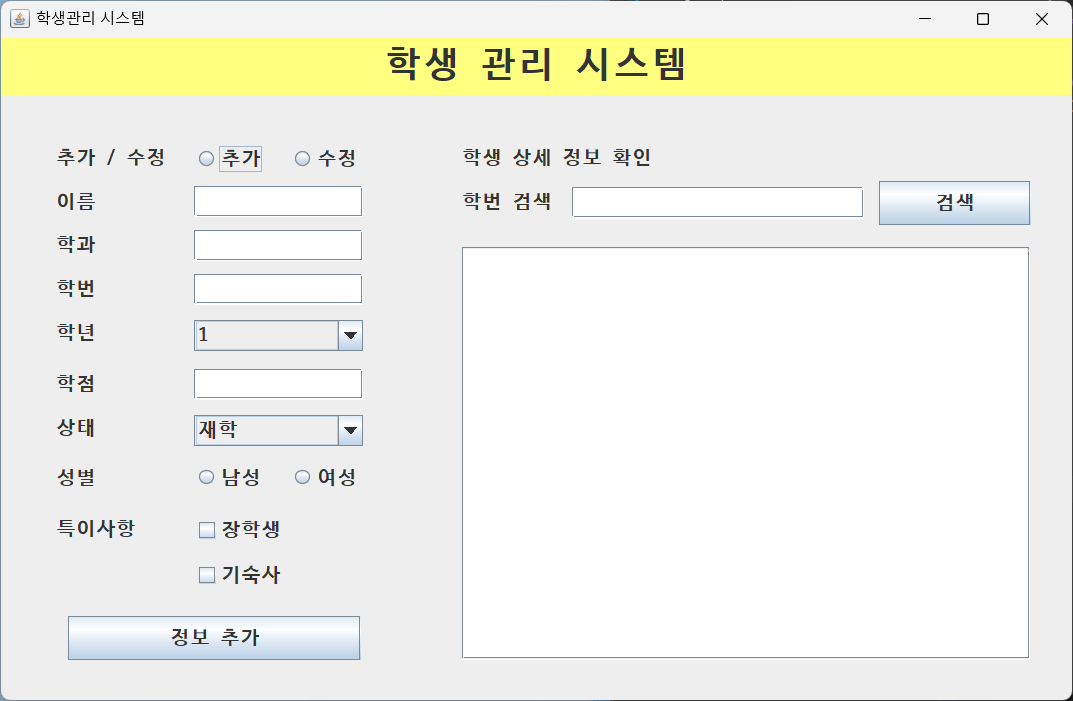 학생관리 시스템
학생 관리 시스템
추가 / 수정 추가 수정
이름
학과
학번
학년 1
학점
상태 재학
성별 남성 여성
특이사항 장학생
기숙사
정보 추가
학생 상세 정보 확인
학번 검색 검색